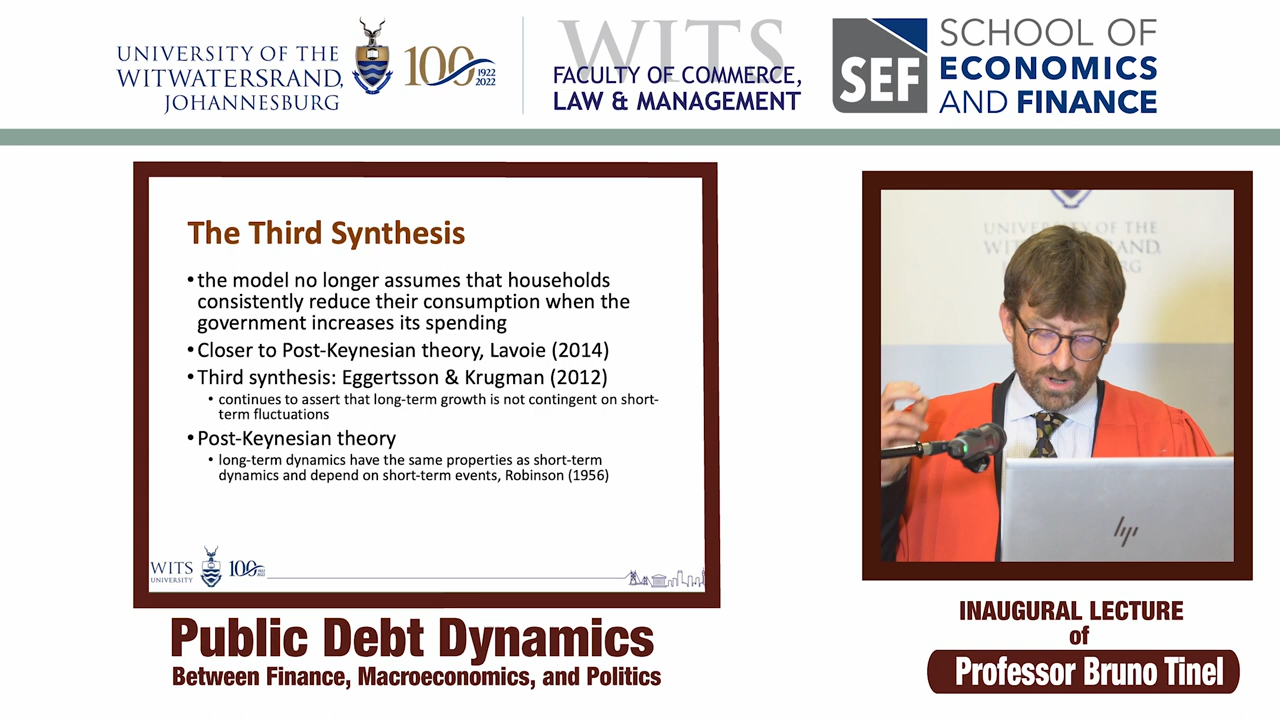 UNIVERSITY OF THE
WITWATERSRAND,
JOHANNESBURG
100
1922
2022
WITS
FACULTY OF COMMERCE,
LAW & MANAGEMENT
SEF
SCHOOL OF
ECONOMICS
AND FINANCE
The Third Synthesis
• the model no longer assumes that households
consistently reduce their consumption when the
government increases its spending
• Closer to Post-Keynesian theory, Lavoie (2014)
• Third synthesis: Eggertsson & Krugman (2012)
• continues to assert that long-term growth is not contingent on short-
term fluctuations
• Post-Keynesian theory
• long-term dynamics have the same properties as short-term
dynamics and depend on short-term events, Robinson (1956)
WITS
UNIVERSITY
100
UNIVERSITY OF THE
hp
Public Debt Dynamics
Between Finance, Macroeconomics, and Politics
INAUGURAL LECTURE
of
Professor Bruno Tinel